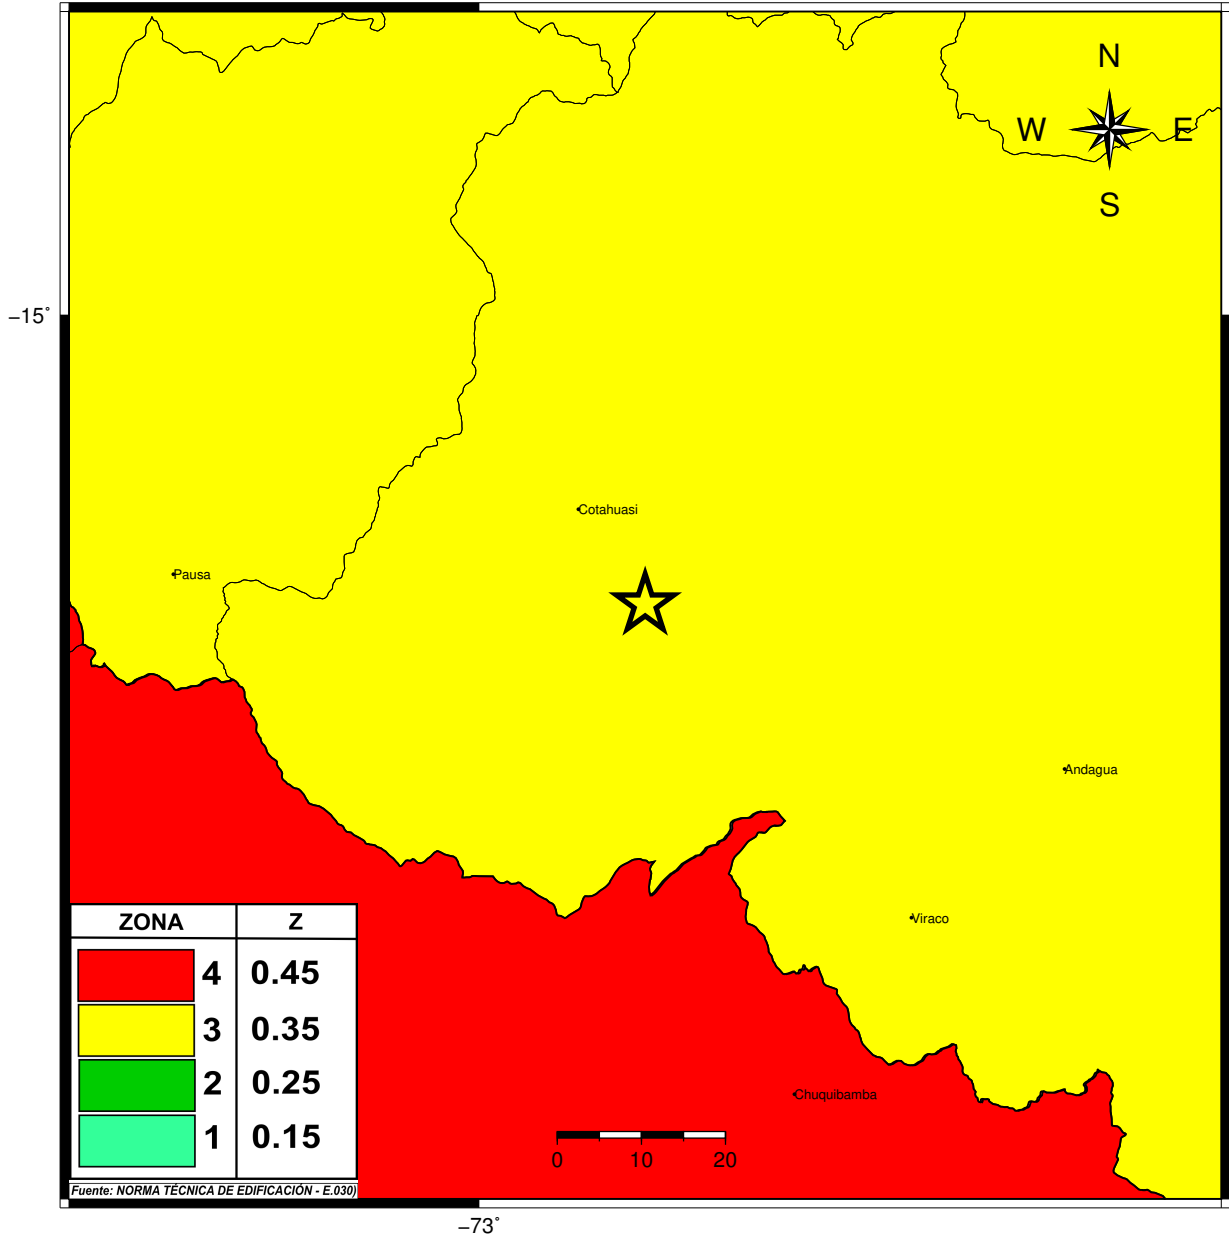 N
W E
S
−15˚
Cotahuasi
Pausa
Andagua
Viraco
Chuquibamba
ZONA Z
4 0.45
3 0.35
2 0.25
1 0.15
Fuente: NORMA TÉCNICA DE EDIFICACIÓN - E.030)
0 10 20
−73˚